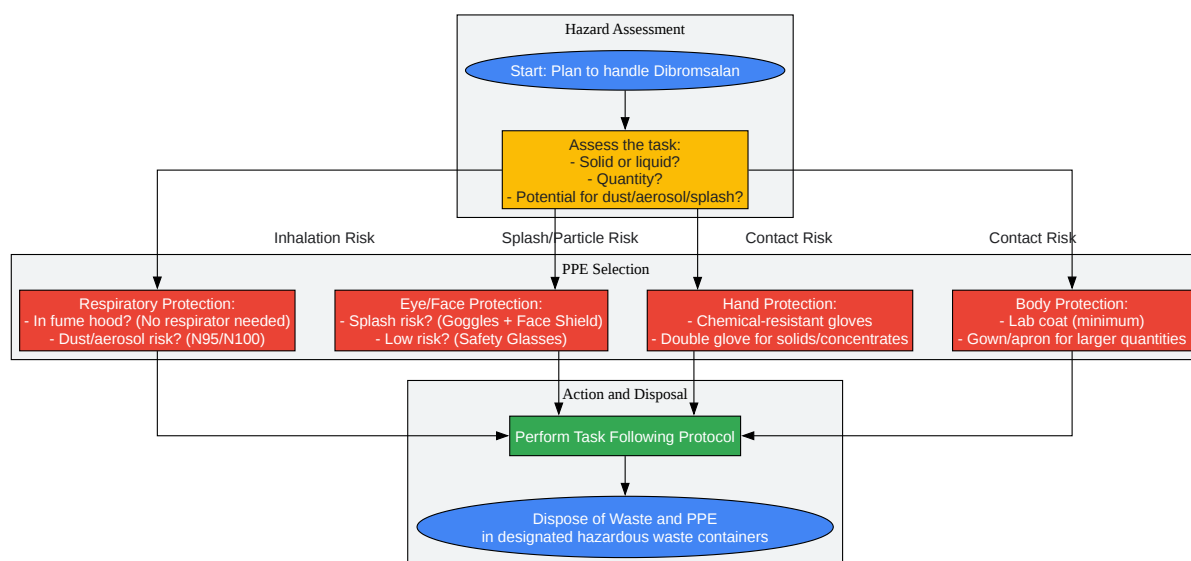 Hazard Assessment
Start: Plan to handle Dibromsalan
Assess the task:
- Solid or liquid?
- Quantity?
- Potential for dust/aerosol/splash?
Inhalation Risk
Splash/Particle Risk
Contact Risk
Contact Risk
PPE Selection
Respiratory Protection:
- In fume hood? (No respirator needed)
- Dust/aerosol risk? (N95/N100)
Eye/Face Protection:
- Splash risk? (Goggles + Face Shield)
- Low risk? (Safety Glasses)
Hand Protection:
- Chemical-resistant gloves
- Double glove for solids/concentrates
Body Protection:
- Lab coat (minimum)
- Gown/apron for larger quantities
Action and Disposal
Perform Task Following Protocol
Dispose of Waste and PPE
in designated hazardous waste containers